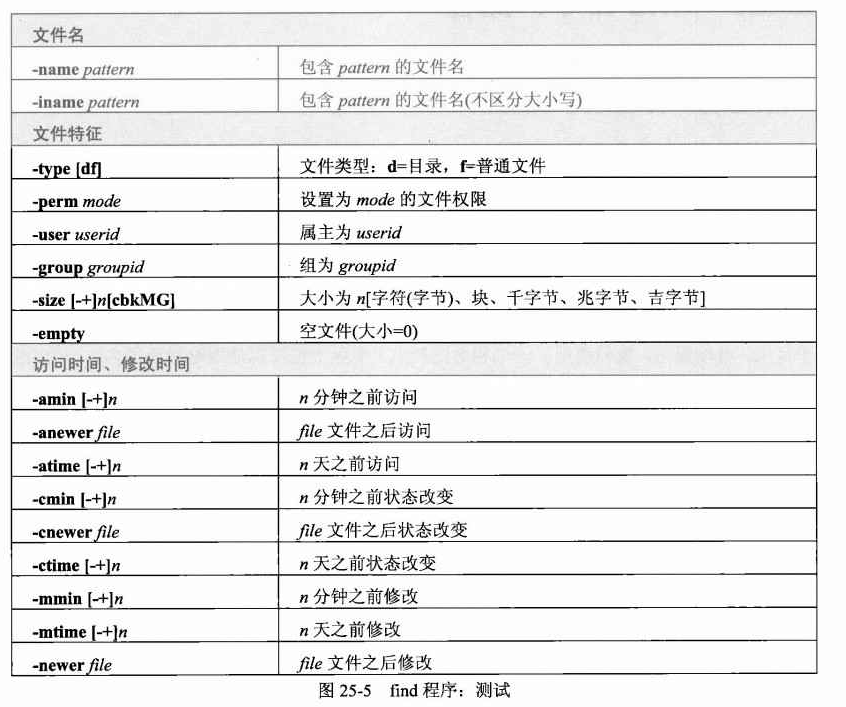 文件名
-name pattern 包含 pattern 的文件名
-iname pattern 包含 pattern 的文件名(不区分大小写)
文件特征
-type [df] 文件类型：d=目录，f=普通文件
-perm mode 设置为 mode 的文件权限
-user userid 属主为 userid
-group groupid 组为 groupid
-size [-+]n[cbkMG] 大小为 n[字符(字节)、块、千字节、兆字节、吉字节]
-empty 空文件(大小=0)
访问时间、修改时间
-amin [-+]n n 分钟之前访问
-anewer file file 文件之后访问
-atime [-+]n n 天之前访问
-cmin [-+]n n 分钟之前状态改变
-cnewer file file 文件之后状态改变
-ctime [-+]n n 天之前状态改变
-mmin [-+]n n 分钟之前修改
-mtime [-+]n n 天之前修改
-newer file file 文件之后修改
图 25-5 find 程序：测试